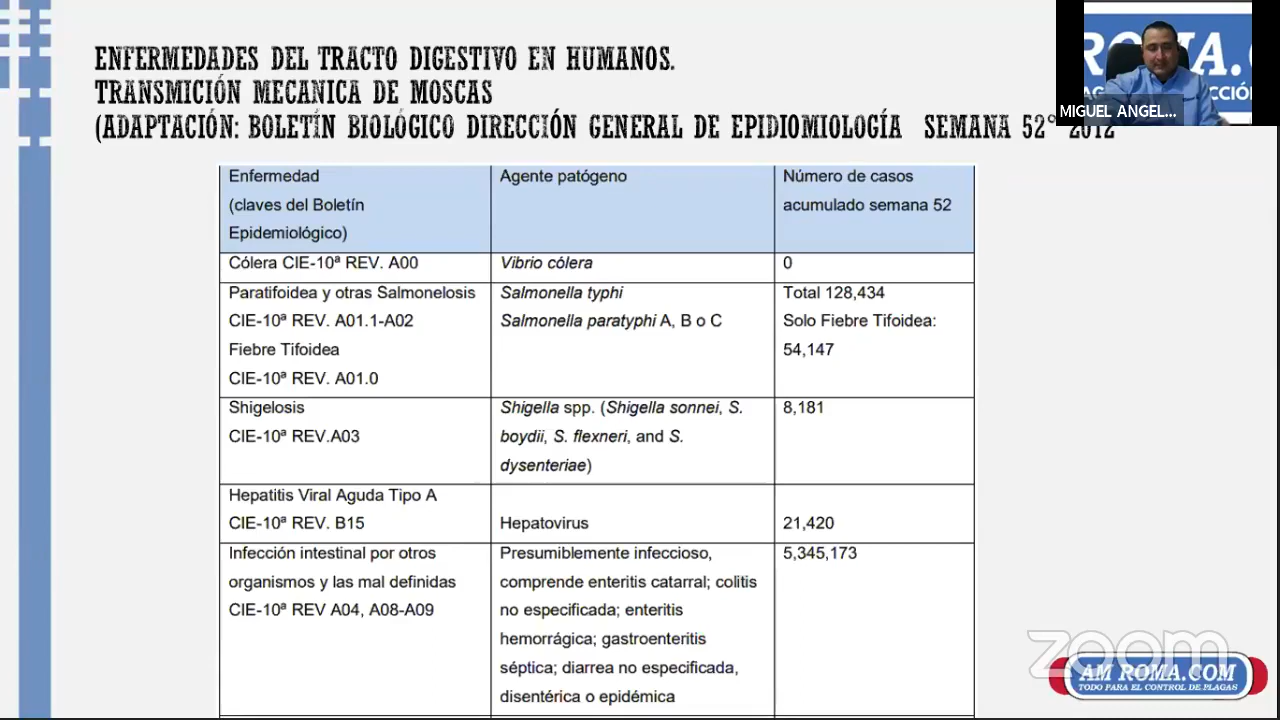 ENFERMEDADES DEL TRACTO DIGESTIVO EN HUMANOS.
TRANSMICIÓN MECANICA DE MOSCAS
(ADAPTACIÓN: BOLETÍN BIOLÓGICO DIRECCIÓN GENERAL DE EPIDIOMIOLOGÍA SEMANA 52° 2012
MIGUEL ANGEL...
Enfermedad
(claves del Boletín
Epidemiológico)
Agente patógeno
Número de casos
acumulado semana 52
Cólera CIE-10ª REV. A00
Vibrio cólera
0
Paratifoidea y otras Salmonelosis
CIE-10ª REV. A01.1-A02
Fiebre Tifoidea
CIE-10ª REV. A01.0
Salmonella typhi
Salmonella paratyphi A, B o C
Total 128,434
Solo Fiebre Tifoidea:
54,147
Shigelosis
CIE-10ª REV.A03
Shigella spp. (Shigella sonnei, S.
boydii, S. flexneri, and S.
dysenteriae)
8,181
Hepatitis Viral Aguda Tipo A
CIE-10ª REV. B15
Hepatovirus
21,420
Infección intestinal por otros
organismos y las mal definidas
CIE-10ª REV A04, A08-A09
Presumiblemente infeccioso,
comprende enteritis catarral; colitis
no especificada; enteritis
hemorrágica; gastroenteritis
séptica; diarrea no especificada,
disentérica o epidémica
5,345,173
zoom
AM ROMA.COM
TODO PARA EL CONTROL DE PLAGAS